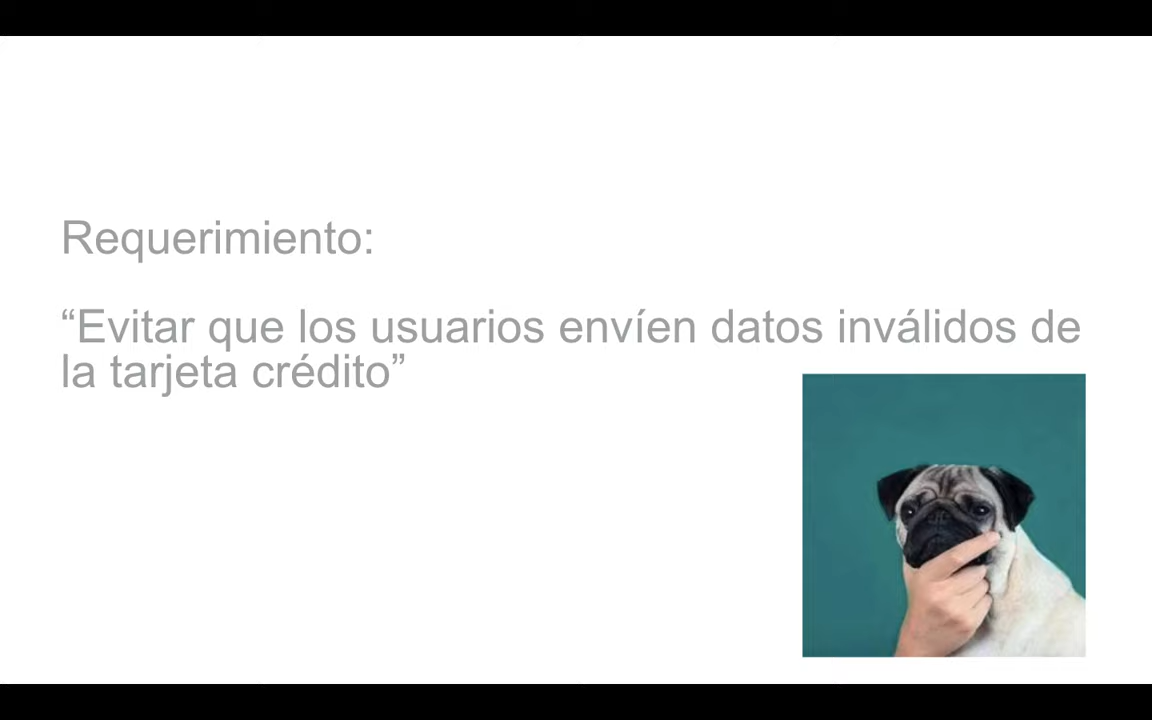 Requerimiento:
“Evitar que los usuarios envíen datos inválidos de
la tarjeta crédito”